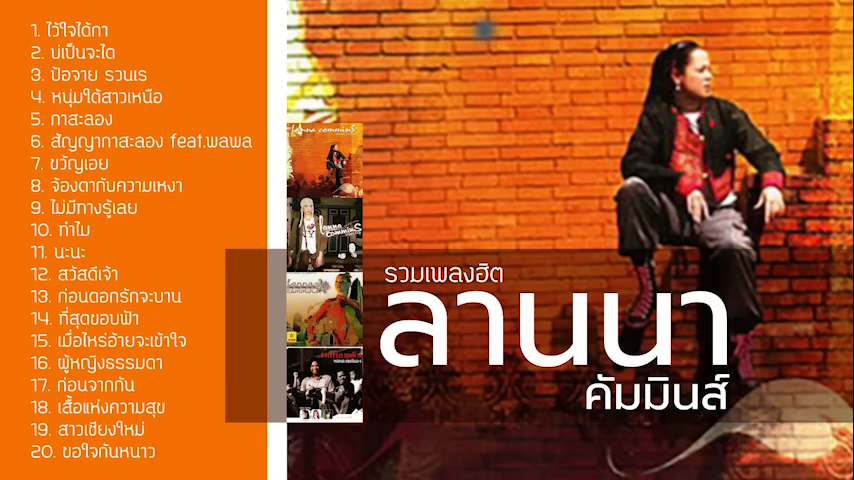 1. ไว้ใจได้กา
2. บ่เป็นจะได
3. ป้อจาย รวนเร
4. หนุ่มใต้สาวเหนือ
5. กาสะลอง
6. สัญญากาสะลอง feat.wawa
7. ขวัญเอย
8. จ้องตากับความเหงา
9. ไม่มีทางรู้เลย
10. ทำไม
11. นะนะ
12. สวัสดีเจ้า
13. ก่อนดอกรักจะบาน
14. ที่สุดขอบฟ้า
15. เมื่อไหร่อ้ายจะเข้าใจ
16. ผู้หญิงธรรมดา
17. ก่อนจากกัน
18. เสื้อแห่งความสุข
19. สาวเชียงใหม่
20. ขอใจกันหนาว
Lanna commins
Lanna
Commins
รวมเพลงฮิต
ลานนา
คัมมินส์